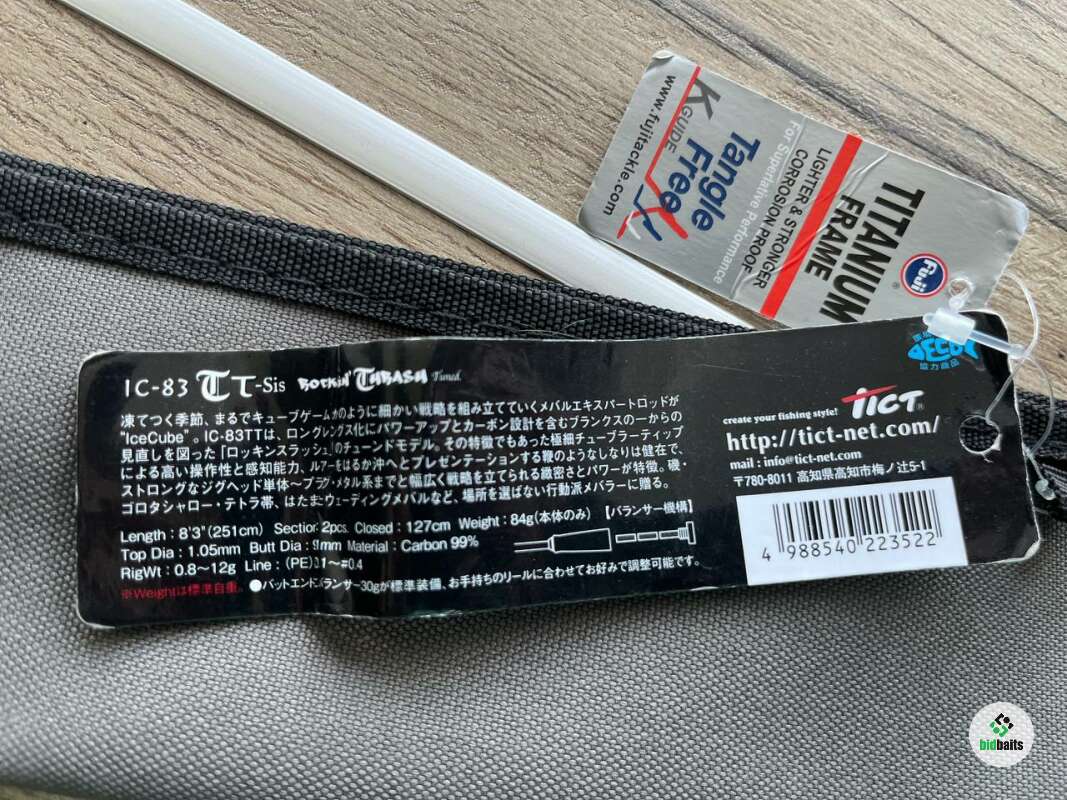 K GUIDE
www.fujitackle.com
Tangle
Free
For Superlative Performance
LIGHTER & STRONGER
CORROSION PROOF
TITANIUM
FRAME
Fuji
®
IC-83 TT-Sis ROCKIN' THRASH Tuned.
凍てつく季節、まるでキューブゲームのように細かい戦略を組み立てていくメバルエキスパートロッドが
"IceCube"。IC-83TTは、ロングレングス化にパワーアップとカーボン設計を含むブランクスの一からの
見直しを図った「ロッキンスラッシュ」のチューンドモデル。その特徴でもあった極細チューブラーティップ
による高い操作性と感知能力、ルアーをはるか沖へとプレゼンテーションする鞭のようなしなりは健在で、
ストロングなジグヘッド単体〜プラグ・メタル系までと幅広く戦略を立てられる緻密さとパワーが特徴。磯・
ゴロタシャロー・テトラ帯、はたまたウェーディングメバルなど、場所を選ばない行動派メバラーに贈る。
Length : 8'3"(251cm) Section: 2pcs. Closed : 127cm Weight : 84g(本体のみ) 【バランサー機構】
Top Dia : 1.05mm Butt Dia : 9mm Material : Carbon 99%
RigWt : 0.8〜12g Line : (PE)0.1〜#0.4
※Weightは標準自重。 ●バットエンドバランサー30gが標準装備。お手持ちのリールに合わせてお好みで調整可能です。
DECOY
協力商品
create your fishing style! TICT®
http://tict-net.com/
mail : info@tict-net.com
〒780-8011 高知県高知市梅ノ辻5-1
4 988540 223522
bidbaits